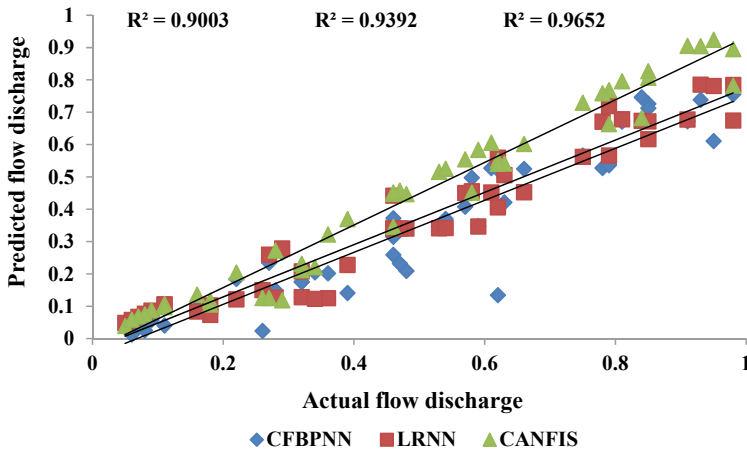 R² = 0.9003 R² = 0.9392 R² = 0.9652
Predicted flow discharge
1
0.9
0.8
0.7
0.6
0.5
0.4
0.3
0.2
0.1
0
0 0.2 0.4 0.6 0.8 1
Actual flow discharge
CFBPNN LRNN CANFIS